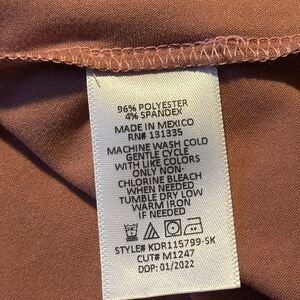 96% POLYESTER
4% SPANDEX
MADE IN MEXICO
RN# 131335
MACHINE WASH COLD
GENTLE CYCLE
WITH LIKE COLORS
ONLY NON-
CHLORINE BLEACH
WHEN NEEDED
TUMBLE DRY LOW
WARM IRON
IF NEEDED
STYLE# KDR115799-SK
CUT# M1247
DOP: 01/2022